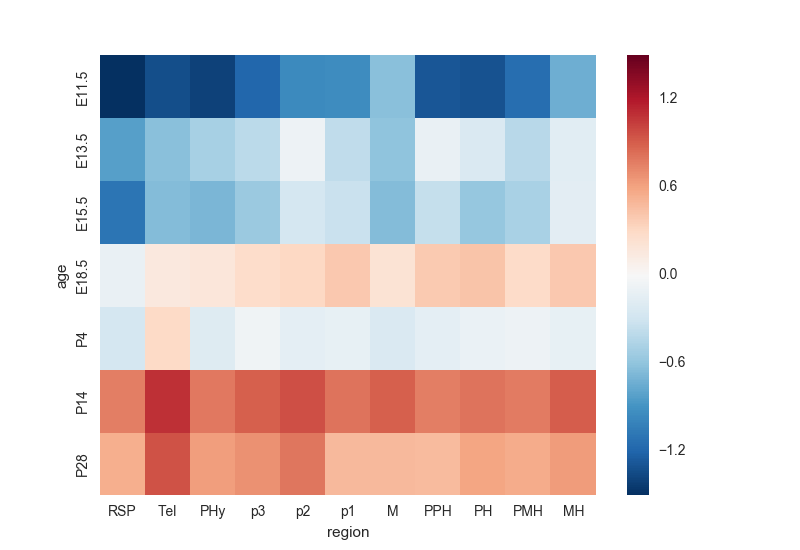 age
E11.5
E13.5
E15.5
E18.5
P4
P14
P28
RSP Tel PHy p3 p2 p1 M PPH PH PMH MH
region
1.2
0.6
0.0
−0.6
−1.2